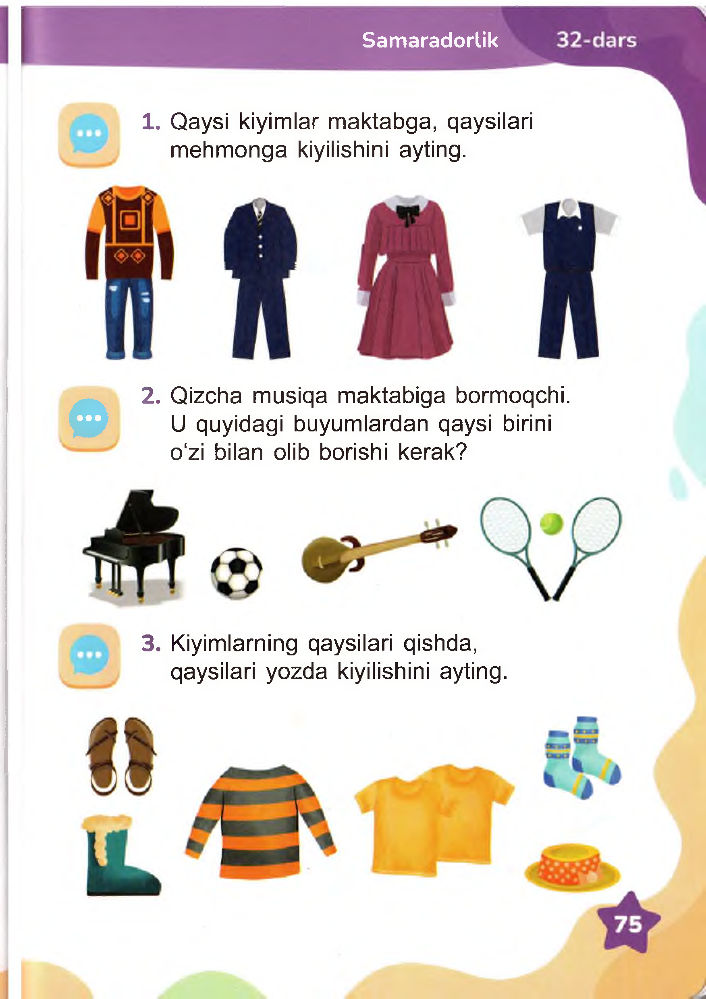 Samaradorlik 32-dars
1. Qaysi kiyimlar maktabga, qaysilari
mehmonga kiyilishini ayting.
2. Qizcha musiqa maktabiga bormoqchi.
U quyidagi buyumlardan qaysi birini
o‘zi bilan olib borishi kerak?
3. Kiyimlarning qaysilari qishda,
qaysilari yozda kiyilishini ayting.
75